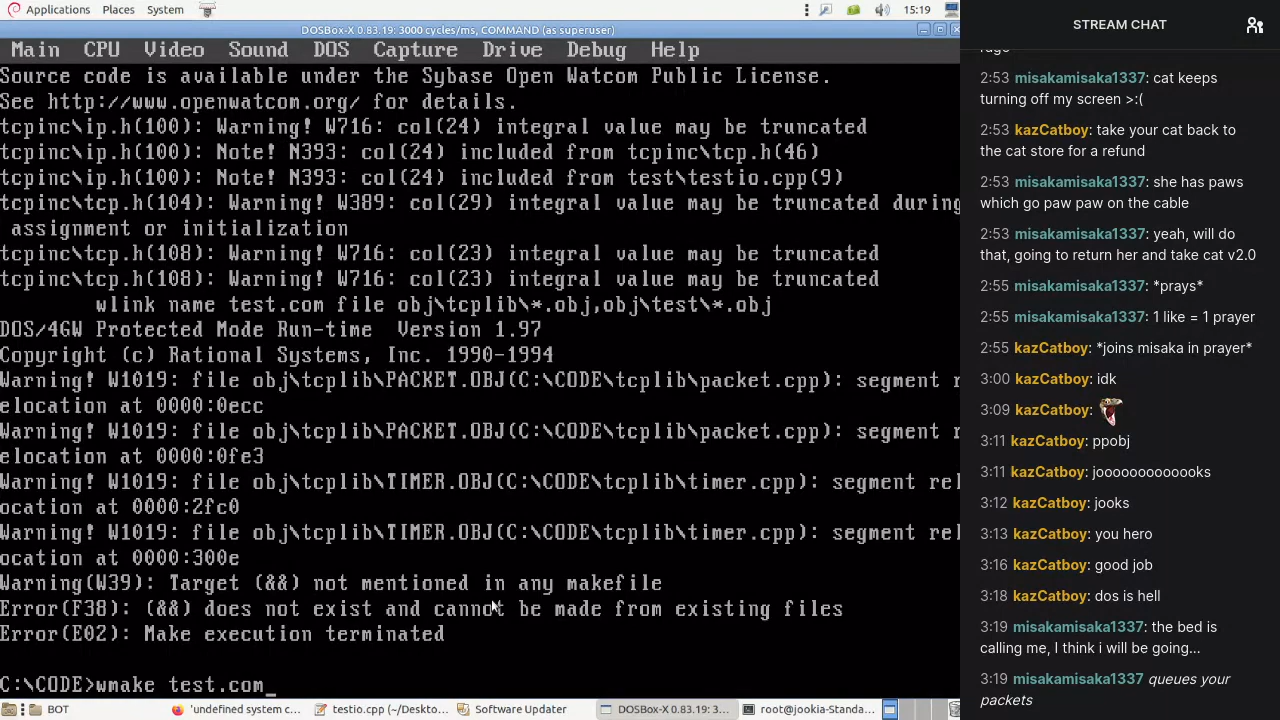 Applications Places System 15:19
DOSBox-X 0.83.19: 3000 cycles/ms, COMMAND (as superuser)
Main CPU Video Sound DOS Capture Drive Debug Help
Source code is available under the Sybase Open Watcom Public License.
See http://www.openwatcom.org/ for details.
tcpinc\ip.h(100): Warning! W716: col(24) integral value may be truncated
tcpinc\ip.h(100): Note! N393: col(24) included from tcpinc\tcp.h(46)
tcpinc\ip.h(100): Note! N393: col(24) included from test\testio.cpp(9)
tcpinc\tcp.h(104): Warning! W389: col(29) integral value may be truncated during
assignment or initialization
tcpinc\tcp.h(108): Warning! W716: col(23) integral value may be truncated
tcpinc\tcp.h(108): Warning! W716: col(23) integral value may be truncated
wlink name test.com file obj\tcplib\*.obj,obj\test\*.obj
DOS/4GW Protected Mode Run-time Version 1.97
Copyright (c) Rational Systems, Inc. 1990-1994
Warning! W1019: file obj\tcplib\PACKET.OBJ(C:\CODE\tcplib\packet.cpp): segment r
elocation at 0000:0ecc
Warning! W1019: file obj\tcplib\PACKET.OBJ(C:\CODE\tcplib\packet.cpp): segment r
elocation at 0000:0fe3
Warning! W1019: file obj\tcplib\TIMER.OBJ(C:\CODE\tcplib\timer.cpp): segment rel
ocation at 0000:2fc0
Warning! W1019: file obj\tcplib\TIMER.OBJ(C:\CODE\tcplib\timer.cpp): segment rel
ocation at 0000:300e
Warning(W39): Target (&&) not mentioned in any makefile
Error(F38): (&&) does not exist and cannot be made from existing files
Error(E02): Make execution terminated
C:\CODE>wmake test.com_
BOT 'undefined system c... testio.cpp (~/Deskto... Software Updater DOSBox-X 0.83.19: 3... root@jookia-Standa...
STREAM CHAT
2:53 misakamisaka1337: cat keeps
turning off my screen >:(
2:53 kazCatboy: take your cat back to
the cat store for a refund
2:53 misakamisaka1337: she has paws
which go paw paw on the cable
2:53 misakamisaka1337: yeah, will do
that, going to return her and take cat v2.0
2:55 misakamisaka1337: *prays*
2:55 misakamisaka1337: 1 like = 1 prayer
2:55 kazCatboy: *joins misaka in prayer*
3:00 kazCatboy: idk
3:09 kazCatboy:
3:11 kazCatboy: ppobj
3:11 kazCatboy: joooooooooooks
3:12 kazCatboy: jooks
3:13 kazCatboy: you hero
3:16 kazCatboy: good job
3:18 kazCatboy: dos is hell
3:19 misakamisaka1337: the bed is
calling me, I think i will be going...
3:19 misakamisaka1337 queues your
packets